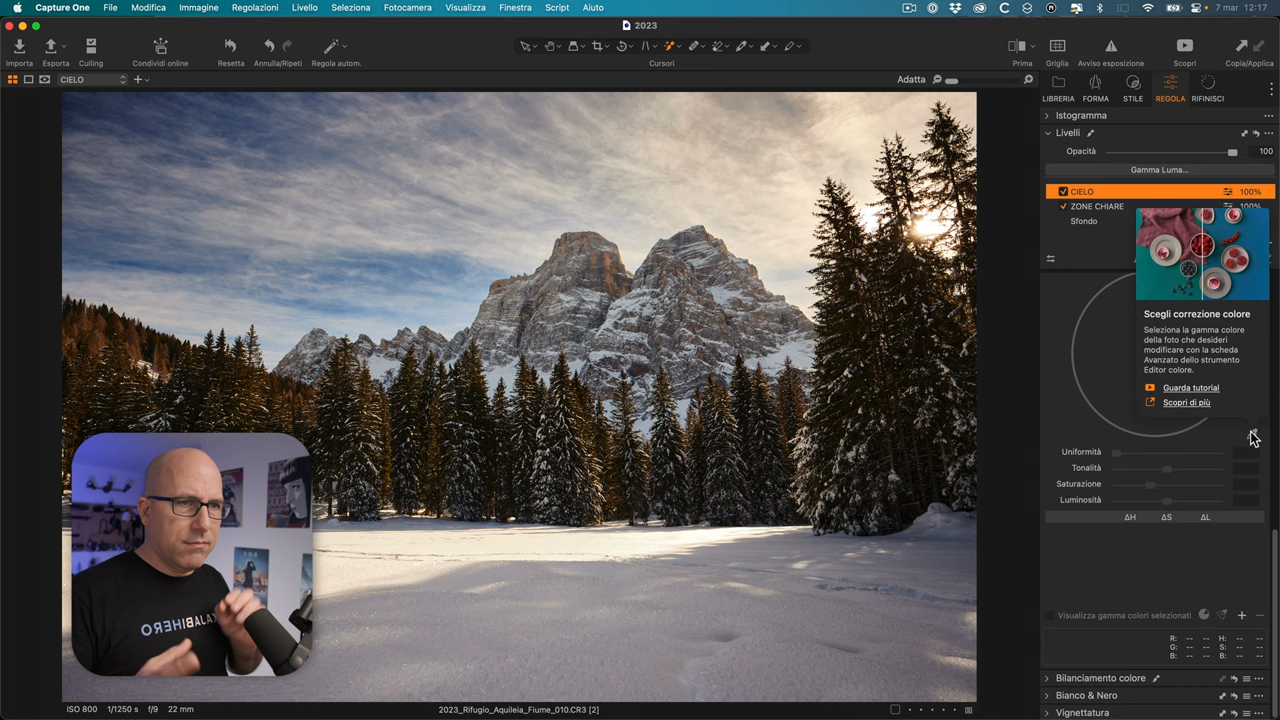 Capture One File Modifica Immagine Regolazioni Livello Seleziona Fotocamera Visualizza Finestra Script Aiuto 7 mar 12:17
2023
Importa Esporta Culling Condividi online Resetta Annulla/Ripeti Regola autom. Cursori Prima Griglia Avviso esposizione Scopri Copia/Applica
CIELO Adatta
LIBRERIA FORMA STILE REGOLA RIFINISCI
Istogramma
Livelli
Opacità 100
Gamma Luma...
CIELO 100%
ZONE CHIARE 100%
Sfondo
Scegli correzione colore
Seleziona la gamma colore
della foto che desideri
modificare con la scheda
Avanzato dello strumento
Editor colore.
Guarda tutorial
Scopri di più
Uniformità
Tonalità
Saturazione
Luminosità
ΔH ΔS ΔL
XALABIHERO
Visualizza gamma colori selezionati
R: -- -- H: -- --
G: -- -- S: -- --
B: -- -- B: -- --
Bilanciamento colore
Bianco & Nero
Vignettatura
ISO 800 1/1250 s f/9 22 mm 2023_Rifugio_Aquileia_Fiume_010.CR3 [2]